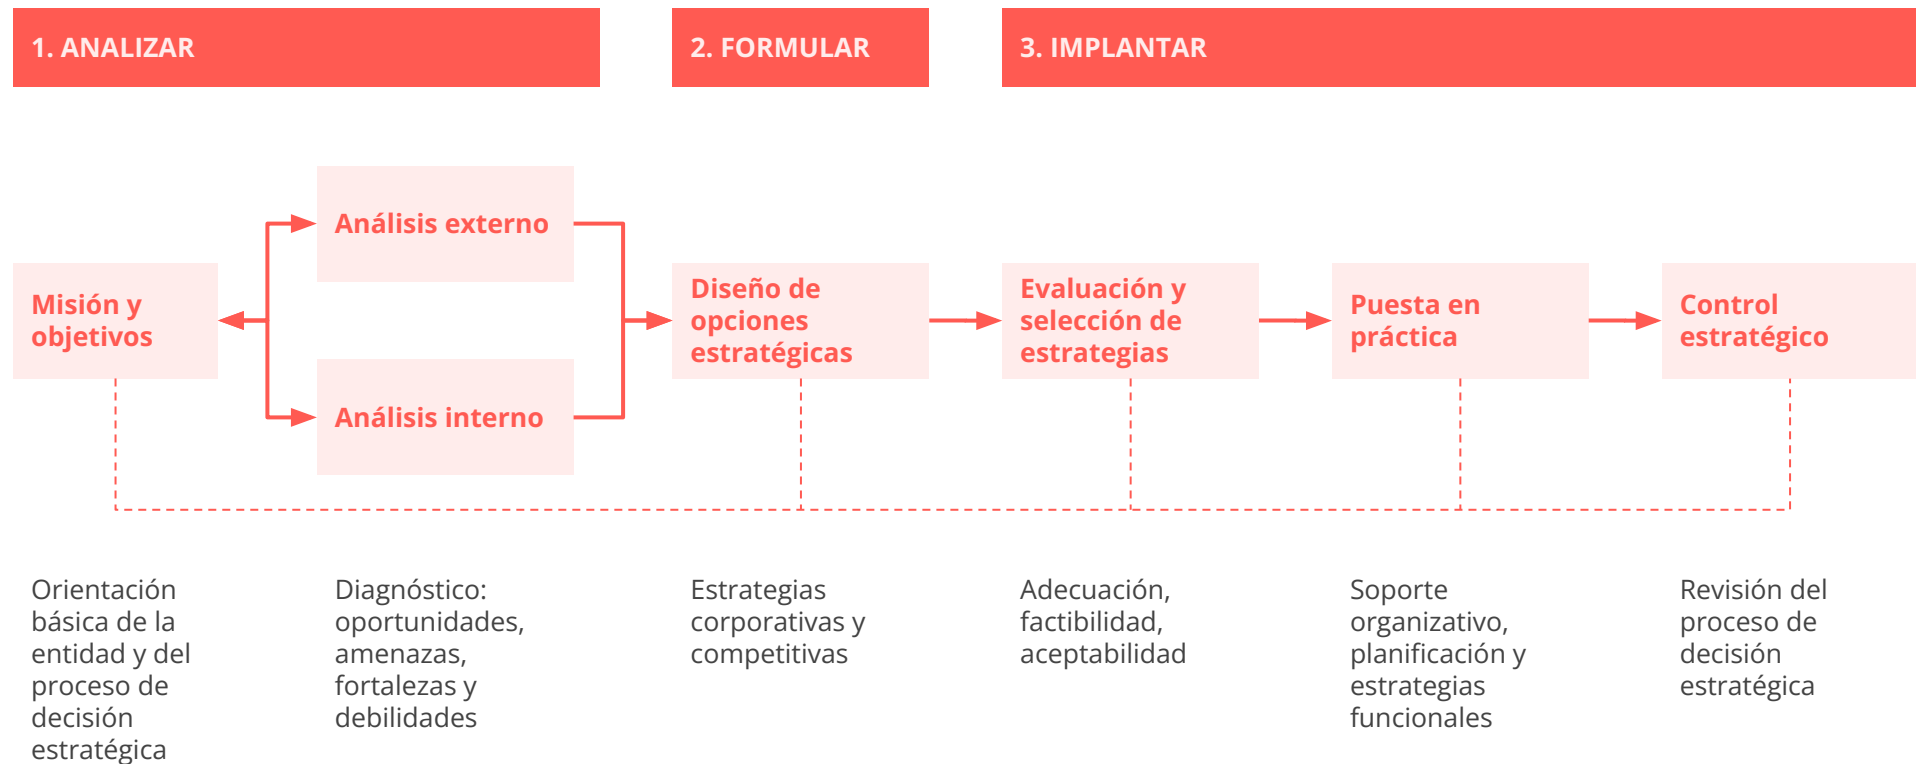 1. ANALIZAR
2. FORMULAR
3. IMPLANTAR
Análisis externo
Misión y
objetivos
Análisis interno
Diseño de
opciones
estratégicas
Evaluación y
selección de
estrategias
Puesta en
práctica
Control
estratégico
Orientación
básica de la
entidad y del
proceso de
decisión
estratégica
Diagnóstico:
oportunidades,
amenazas,
fortalezas y
debilidades
Estrategias
corporativas y
competitivas
Adecuación,
factibilidad,
aceptabilidad
Soporte
organizativo,
planificación y
estrategias
funcionales
Revisión del
proceso de
decisión
estratégica